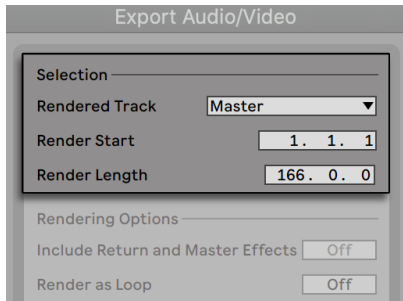 Export Audio/Video
Selection
Rendered Track Master
Render Start 1. 1. 1
Render Length 166. 0. 0
Rendering Options
Include Return and Master Effects Off
Render as Loop Off